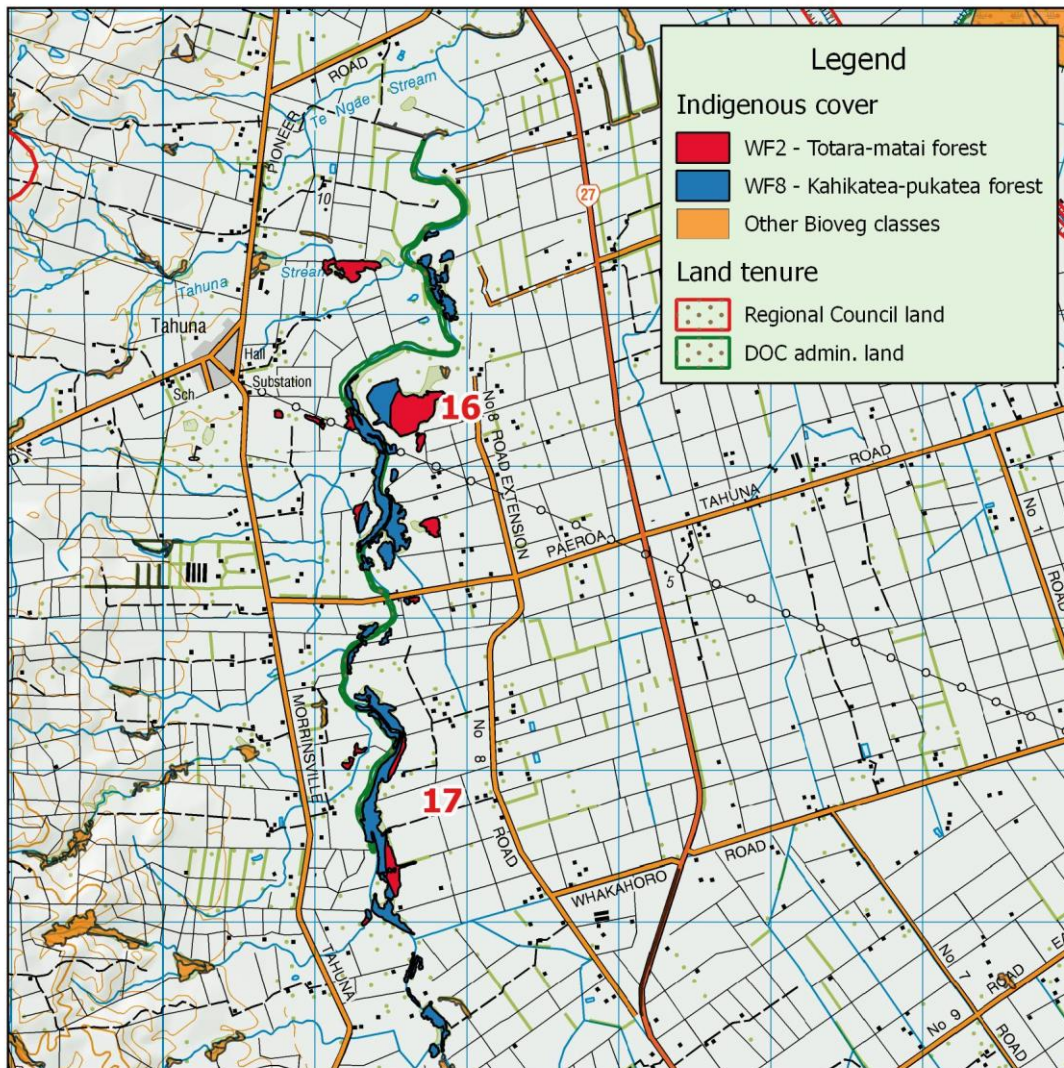 Legend
Indigenous cover
WF2 - Totara-matai forest
WF8 - Kahikatea-pukatea forest
Other Bioveg classes
Land tenure
Regional Council land
DOC admin. land
ROAD
Te Ngae Stream
PIONEER
10
27
Tahuna Stream
Tahuna
Hall
Substation
Sch
16
No 8 ROAD EXTENSION
PAEROA TAHUNA ROAD
No 1 ROAD
5
MORRINSVILLE
TAHUNA
No 8 ROAD
17
WHAKAHORO ROAD
No 7 ROAD
No 9 ROAD